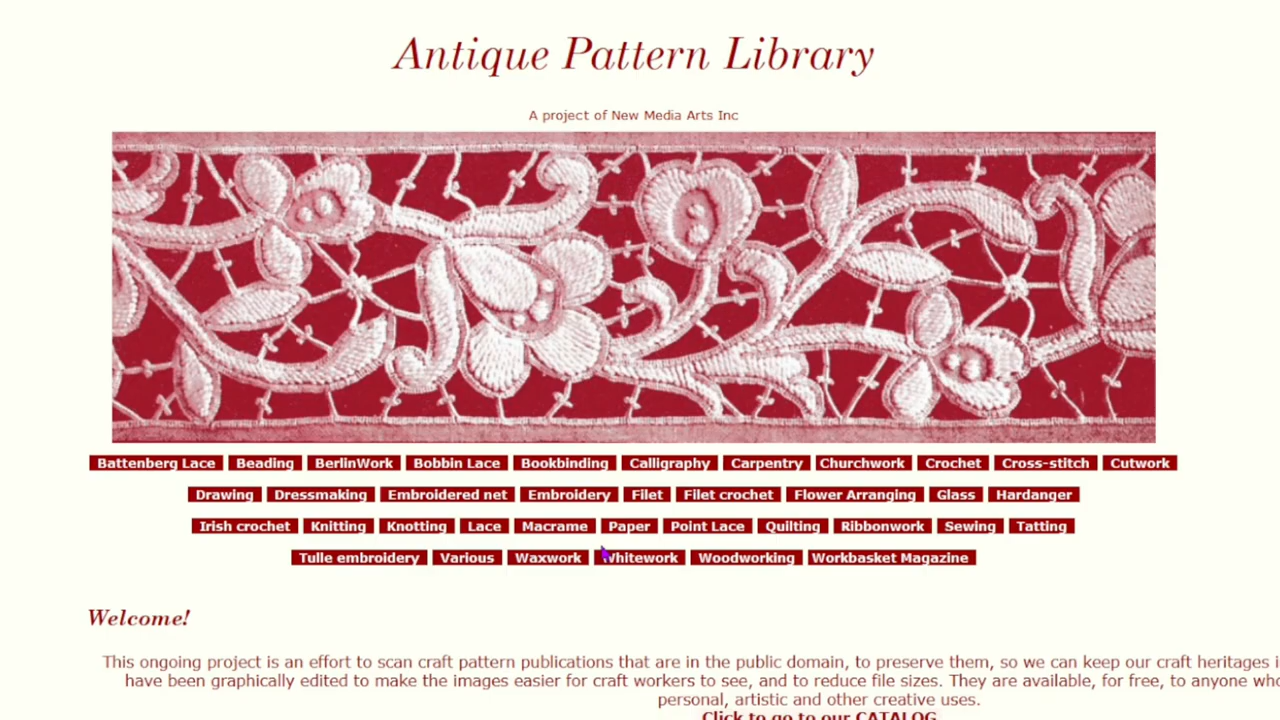 Antique Pattern Library
A project of New Media Arts Inc
Battenberg Lace Beading BerlinWork Bobbin Lace Bookbinding Calligraphy Carpentry Churchwork Crochet Cross-stitch Cutwork
Drawing Dressmaking Embroidered net Embroidery Filet Filet crochet Flower Arranging Glass Hardanger
Irish crochet Knitting Knotting Lace Macrame Paper Point Lace Quilting Ribbonwork Sewing Tatting
Tulle embroidery Various Waxwork Whitework Woodworking Workbasket Magazine
Welcome!
This ongoing project is an effort to scan craft pattern publications that are in the public domain, to preserve them, so we can keep our craft heritages
have been graphically edited to make the images easier for craft workers to see, and to reduce file sizes. They are available, for free, to anyone
personal, artistic and other creative uses.
Click to go to our CATALOG